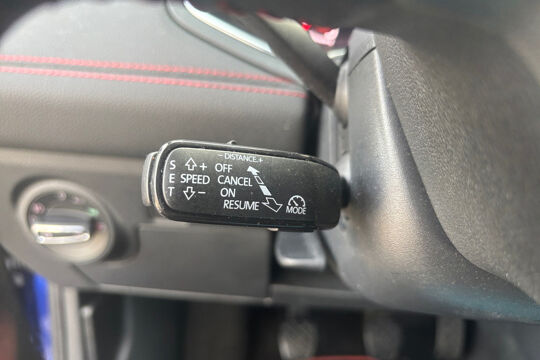 - DISTANCE +
S + OFF
E SPEED CANCEL
T - ON
RESUME
MODE